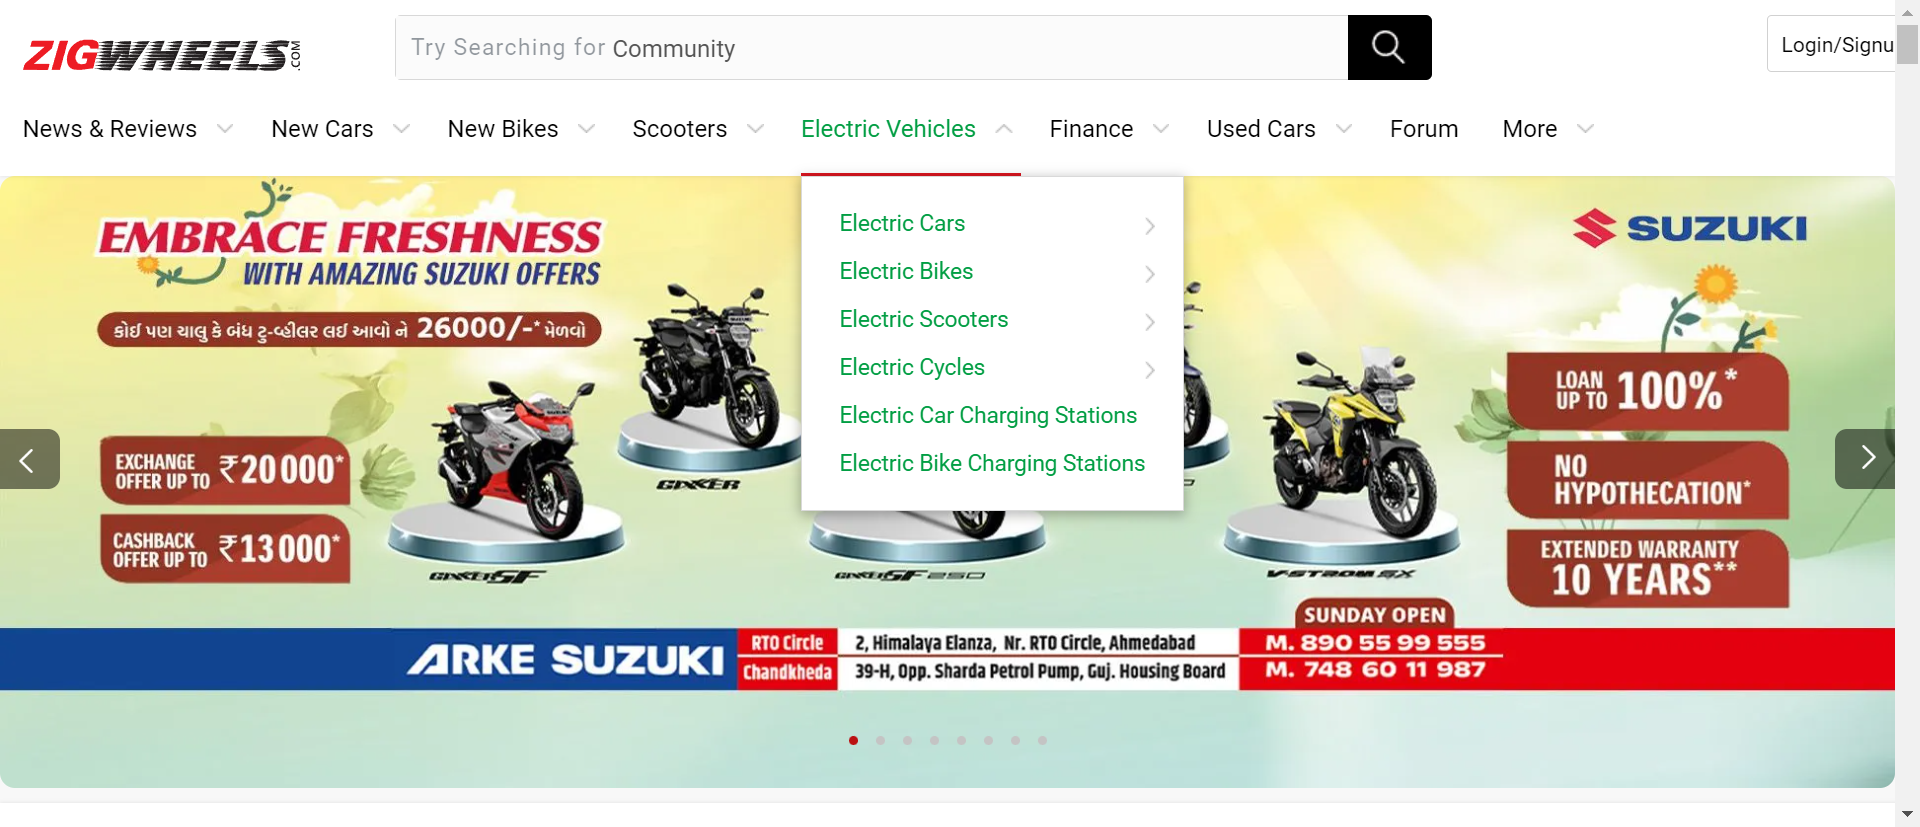 ZIGWHEELS.COM
Try Searching for Community
Login/Signu
News & Reviews
New Cars
New Bikes
Scooters
Electric Vehicles
Finance
Used Cars
Forum
More
Electric Cars
Electric Bikes
Electric Scooters
Electric Cycles
Electric Car Charging Stations
Electric Bike Charging Stations
EMBRACE FRESHNESS
WITH AMAZING SUZUKI OFFERS
કોઈ પણ ચાલુ કે બંધ ટુ-વ્હીલર લઈ આવો ને 26000/-* મેળવો
EXCHANGE
OFFER UP TO ₹20000*
CASHBACK
OFFER UP TO ₹13000*
SUZUKI
GIXXER
GIXXER SF
GIXXER SF 250
V-STROM SX
SUZUKI
LOAN
UP TO 100%*
NO
HYPOTHECATION*
EXTENDED WARRANTY
10 YEARS**
SUNDAY OPEN
ARKE SUZUKI
RTO Circle
2, Himalaya Elanza, Nr. RTO Circle, Ahmedabad
M. 890 55 99 555
Chandkheda
39-H, Opp. Sharda Petrol Pump, Guj. Housing Board
M. 748 60 11 987